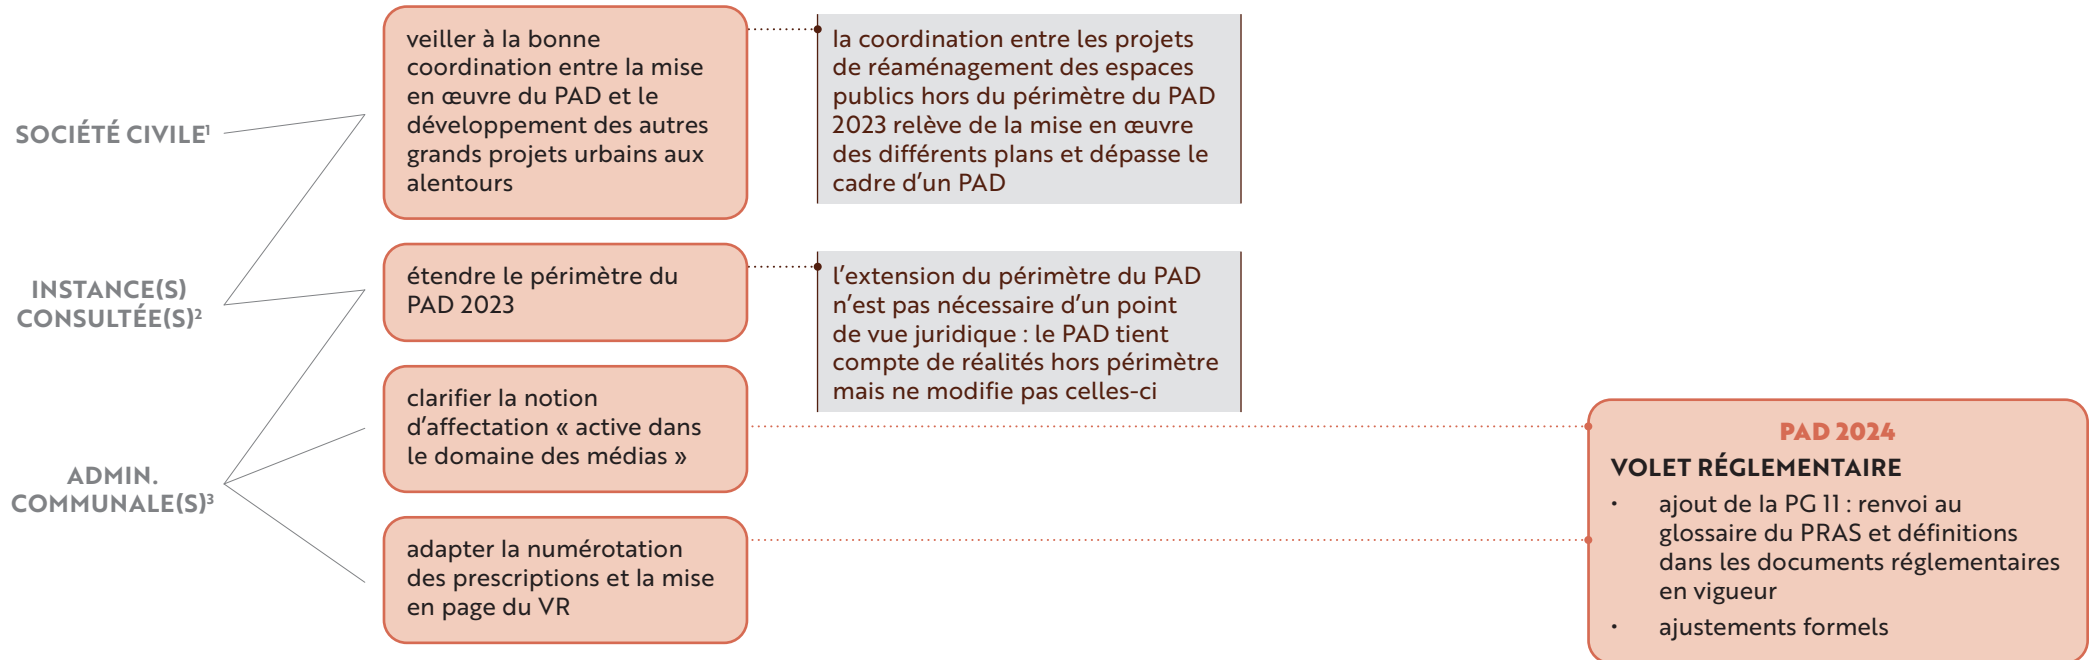 SOCIÉTÉ CIVILE¹
INSTANCE(S)
CONSULTÉE(S)²
ADMIN.
COMMUNALE(S)³
veiller à la bonne
coordination entre la mise
en œuvre du PAD et le
développement des autres
grands projets urbains aux
alentours
la coordination entre les projets
de réaménagement des espaces
publics hors du périmètre du PAD
2023 relève de la mise en œuvre
des différents plans et dépasse le
cadre d’un PAD
étendre le périmètre du
PAD 2023
l’extension du périmètre du PAD
n’est pas nécessaire d’un point
de vue juridique : le PAD tient
compte de réalités hors périmètre
mais ne modifie pas celles-ci
clarifier la notion
d’affectation « active dans
le domaine des médias »
adapter la numérotation
des prescriptions et la mise
en page du VR
PAD 2024
VOLET RÉGLEMENTAIRE
• ajout de la PG 11 : renvoi au
glossaire du PRAS et définitions
dans les documents réglementaires
en vigueur
• ajustements formels